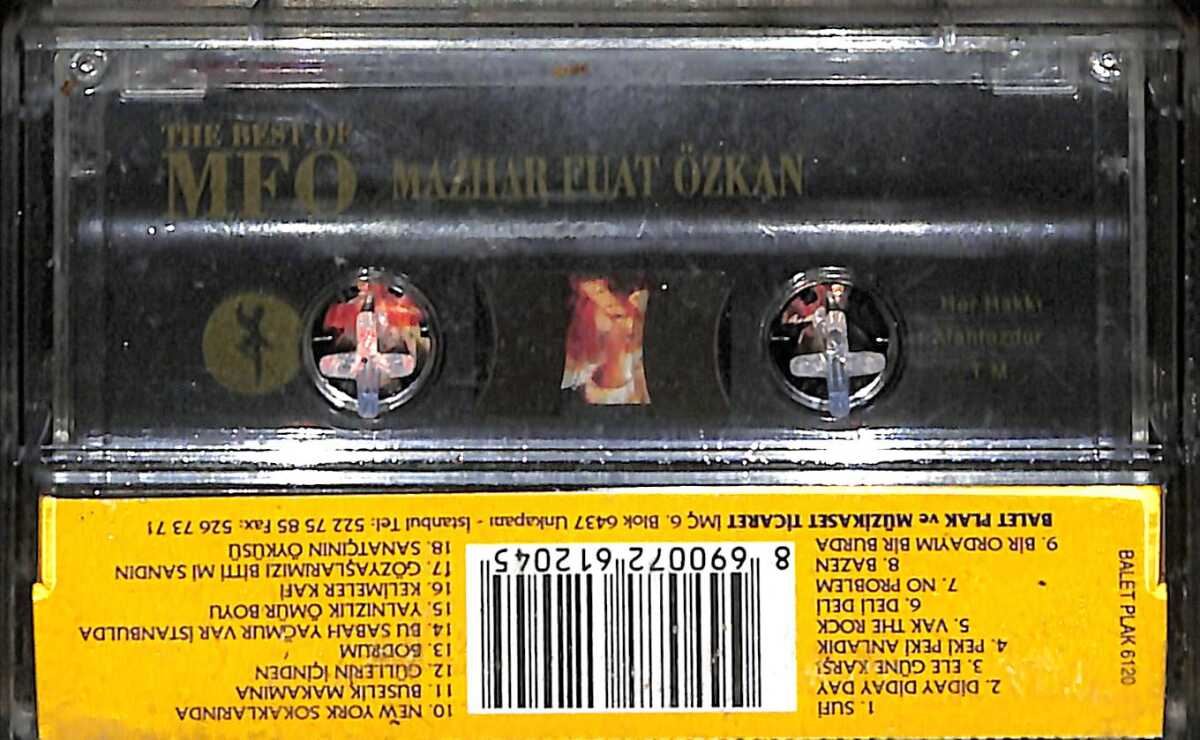 THE BEST OF
MFÖ MAZHAR FUAT ÖZKAN
Her Hakkı
Mahfuzdur
T M
BALET PLAK 6120
1. SUFİ
2. DİDAY DİDAY DAY
3. ELE GÜNE KARŞI
4. PEKİ PEKİ ANLADIK
5. VAK THE ROCK
6. DELİ DELİ
7. NO PROBLEM
8. BAZEN
9. BİR ORDAYIM BİR BURDA
8 690072 612045
10. NEW YORK SOKAKLARINDA
11. BUSELİK MAKAMINA
12. GÜLLERİN İÇİNDEN
13. BODRUM
14. BU SABAH YAĞMUR VAR İSTANBULDA
15. YALNIZLIK ÖMÜR BOYU
16. KELİMELER KAFİ
17. GÖZYAŞLARIMIZI BİTTİ Mİ SANDIN
18. SANATÇININ ÖYKÜSÜ
BALET PLAK ve MÜZİKASET TİCARET İMÇ 6. Blok 6437 Unkapanı - İstanbul Tel: 522 75 85 Fax: 526 73 71